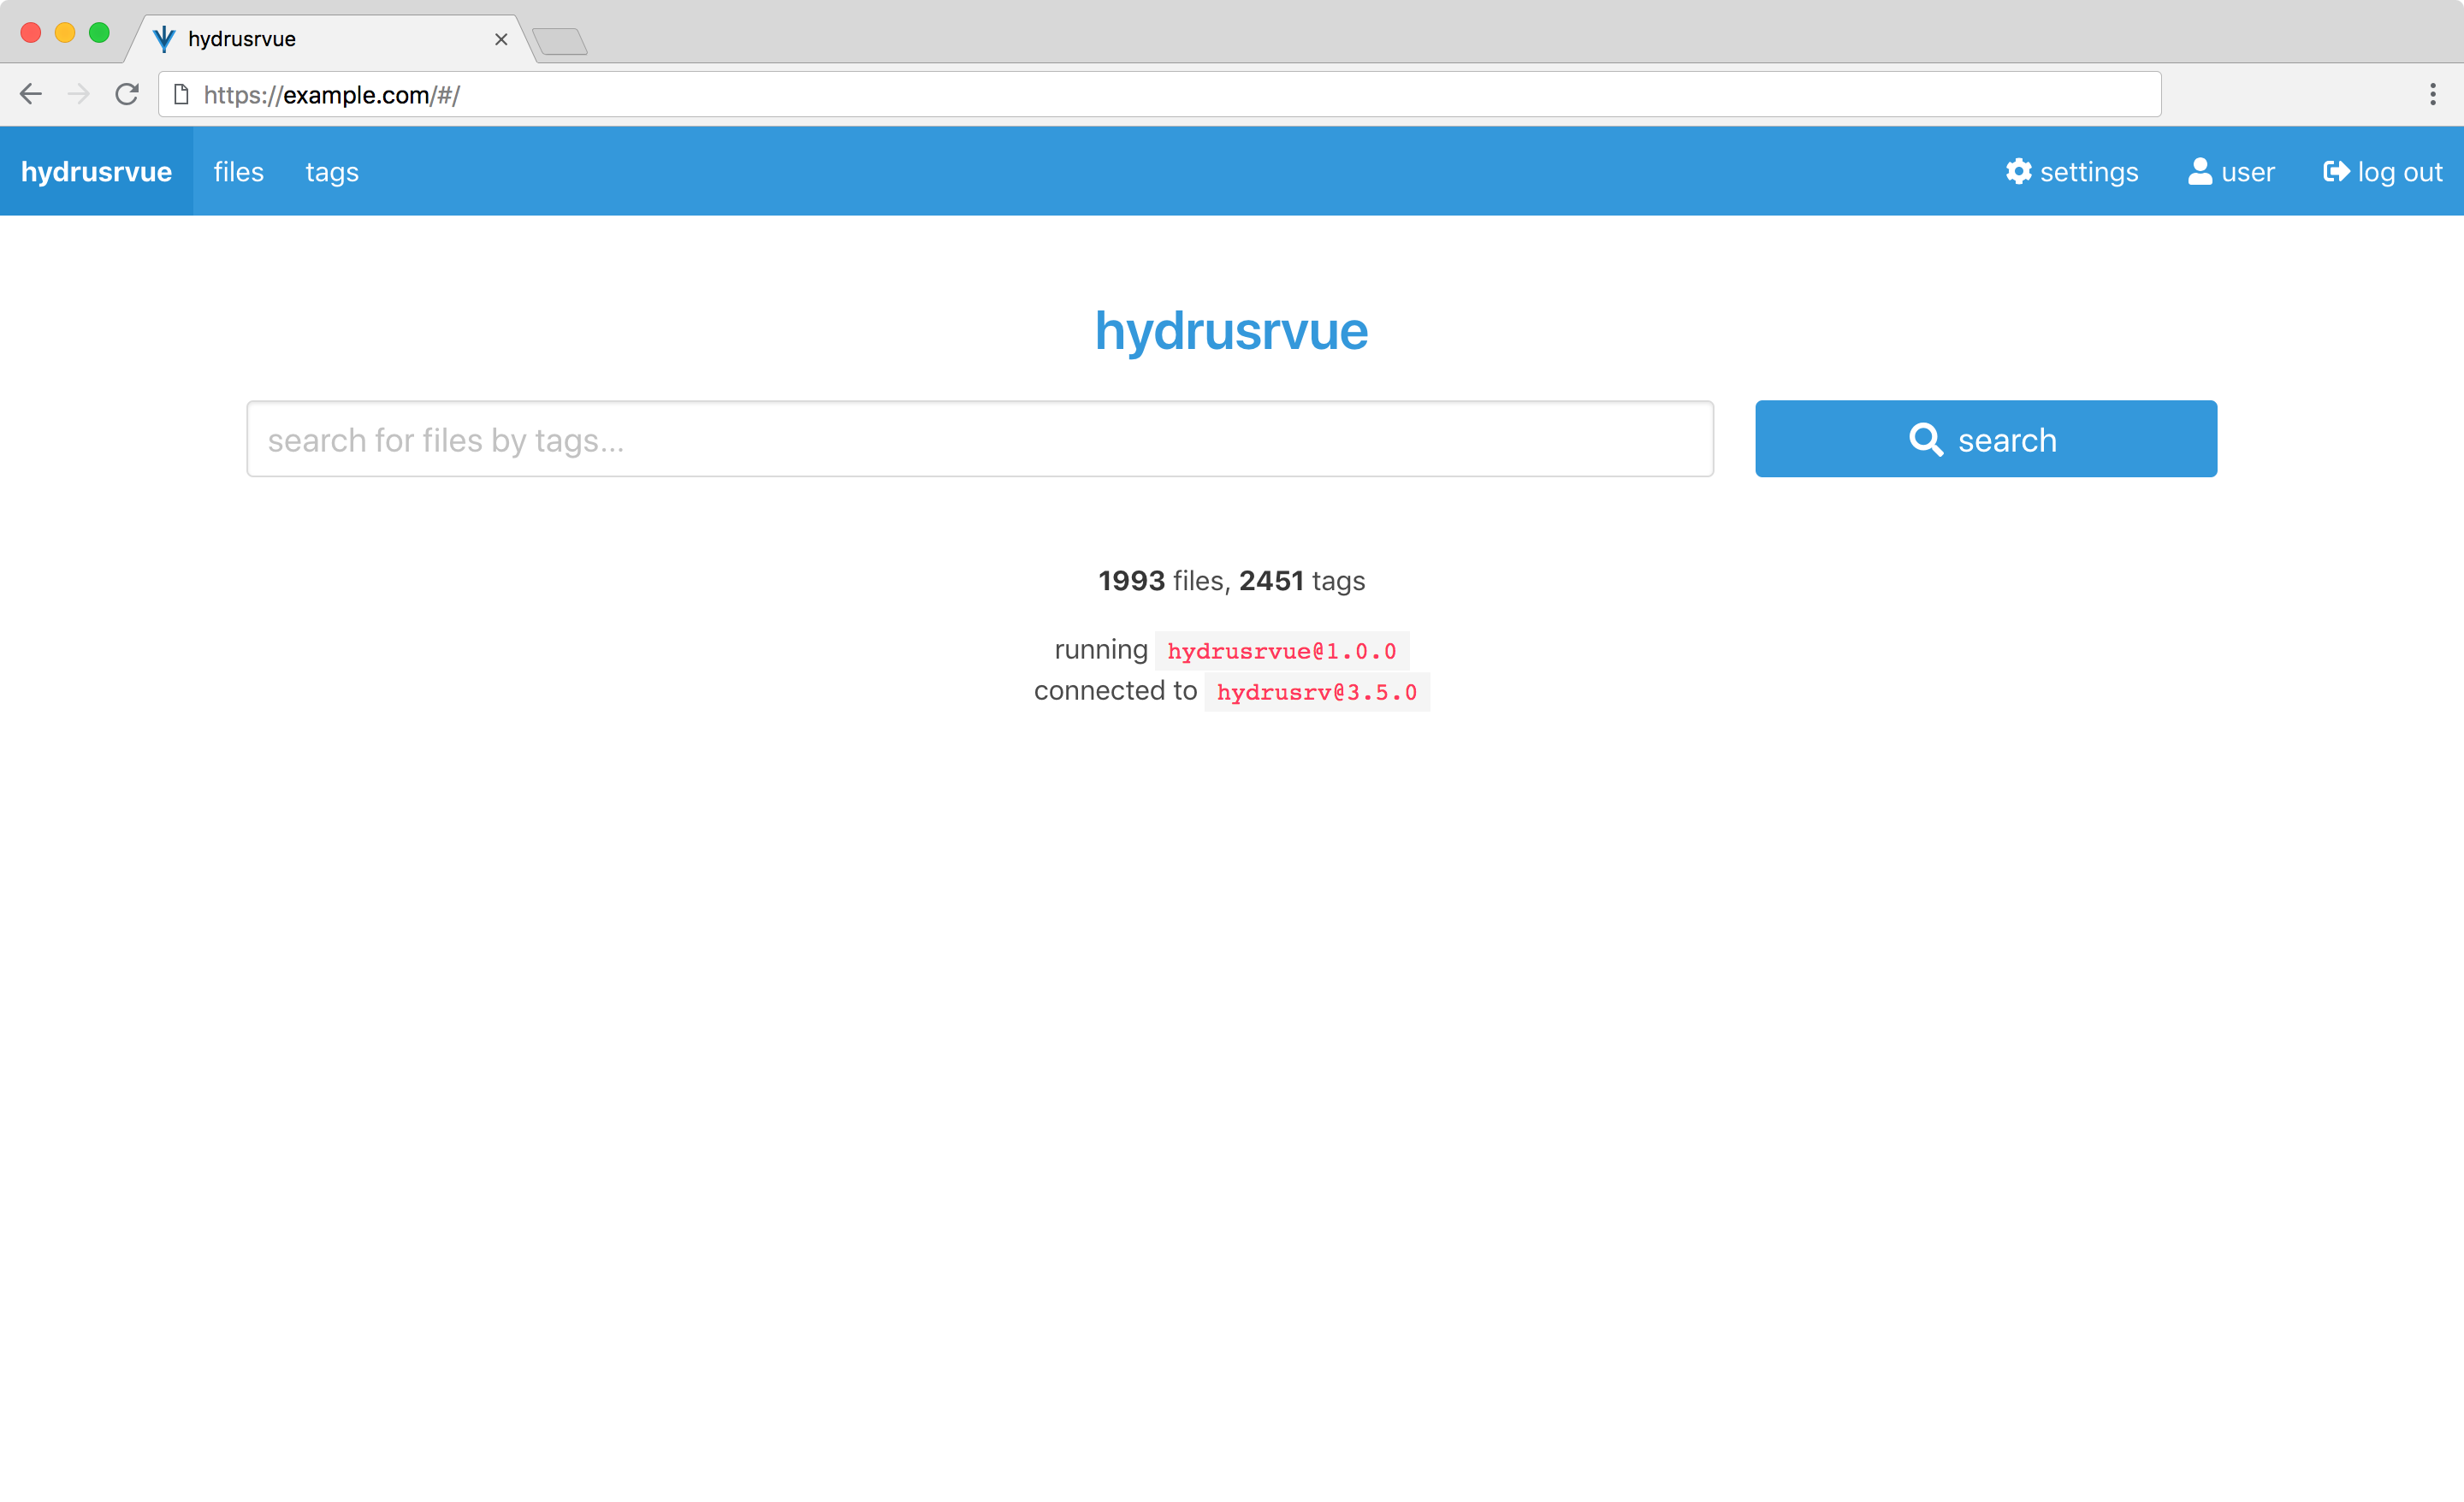 hydrusrvue
https://example.com/#/
hydrusrvue files tags settings user log out
hydrusrvue
search for files by tags...
search
1993 files, 2451 tags
running hydrusrvue@1.0.0
connected to hydrusrv@3.5.0